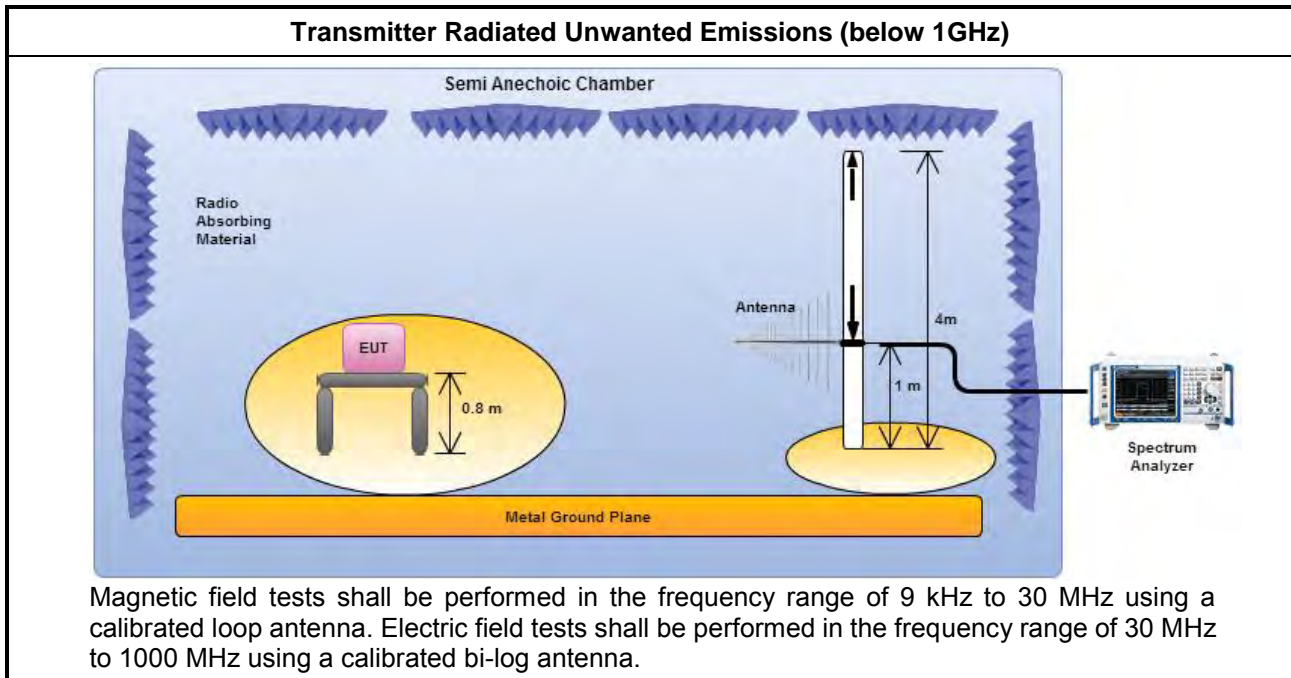 Transmitter Radiated Unwanted Emissions (below 1GHz)
Semi Anechoic Chamber
Radio
Absorbing
Material
Antenna
4m
EUT
1 m
0.8 m
Spectrum
Analyzer
Metal Ground Plane
Magnetic field tests shall be performed in the frequency range of 9 kHz to 30 MHz using a
calibrated loop antenna. Electric field tests shall be performed in the frequency range of 30 MHz
to 1000 MHz using a calibrated bi-log antenna.